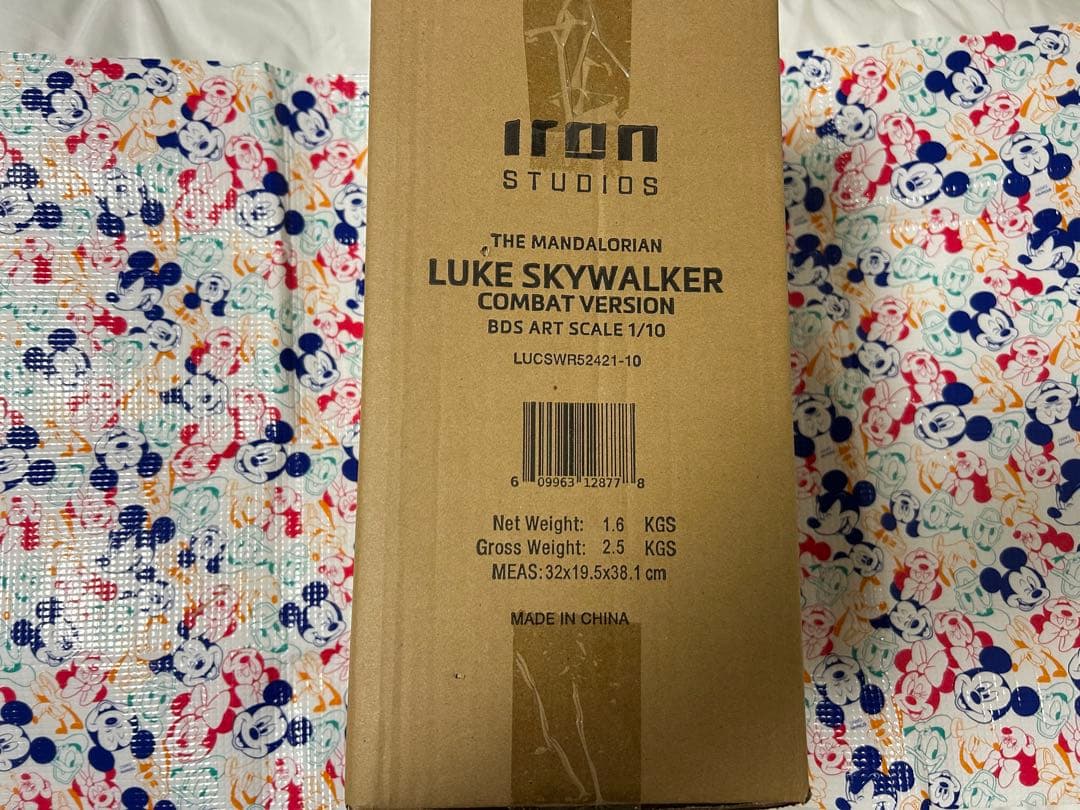 iron
STUDIOS
THE MANDALORIAN
LUKE SKYWALKER
COMBAT VERSION
BDS ART SCALE 1/10
LUCSWR52421-10
6 09963 12877 8
Net Weight: 1.6 KGS
Gross Weight: 2.5 KGS
MEAS: 32x19.5x38.1 cm
MADE IN CHINA